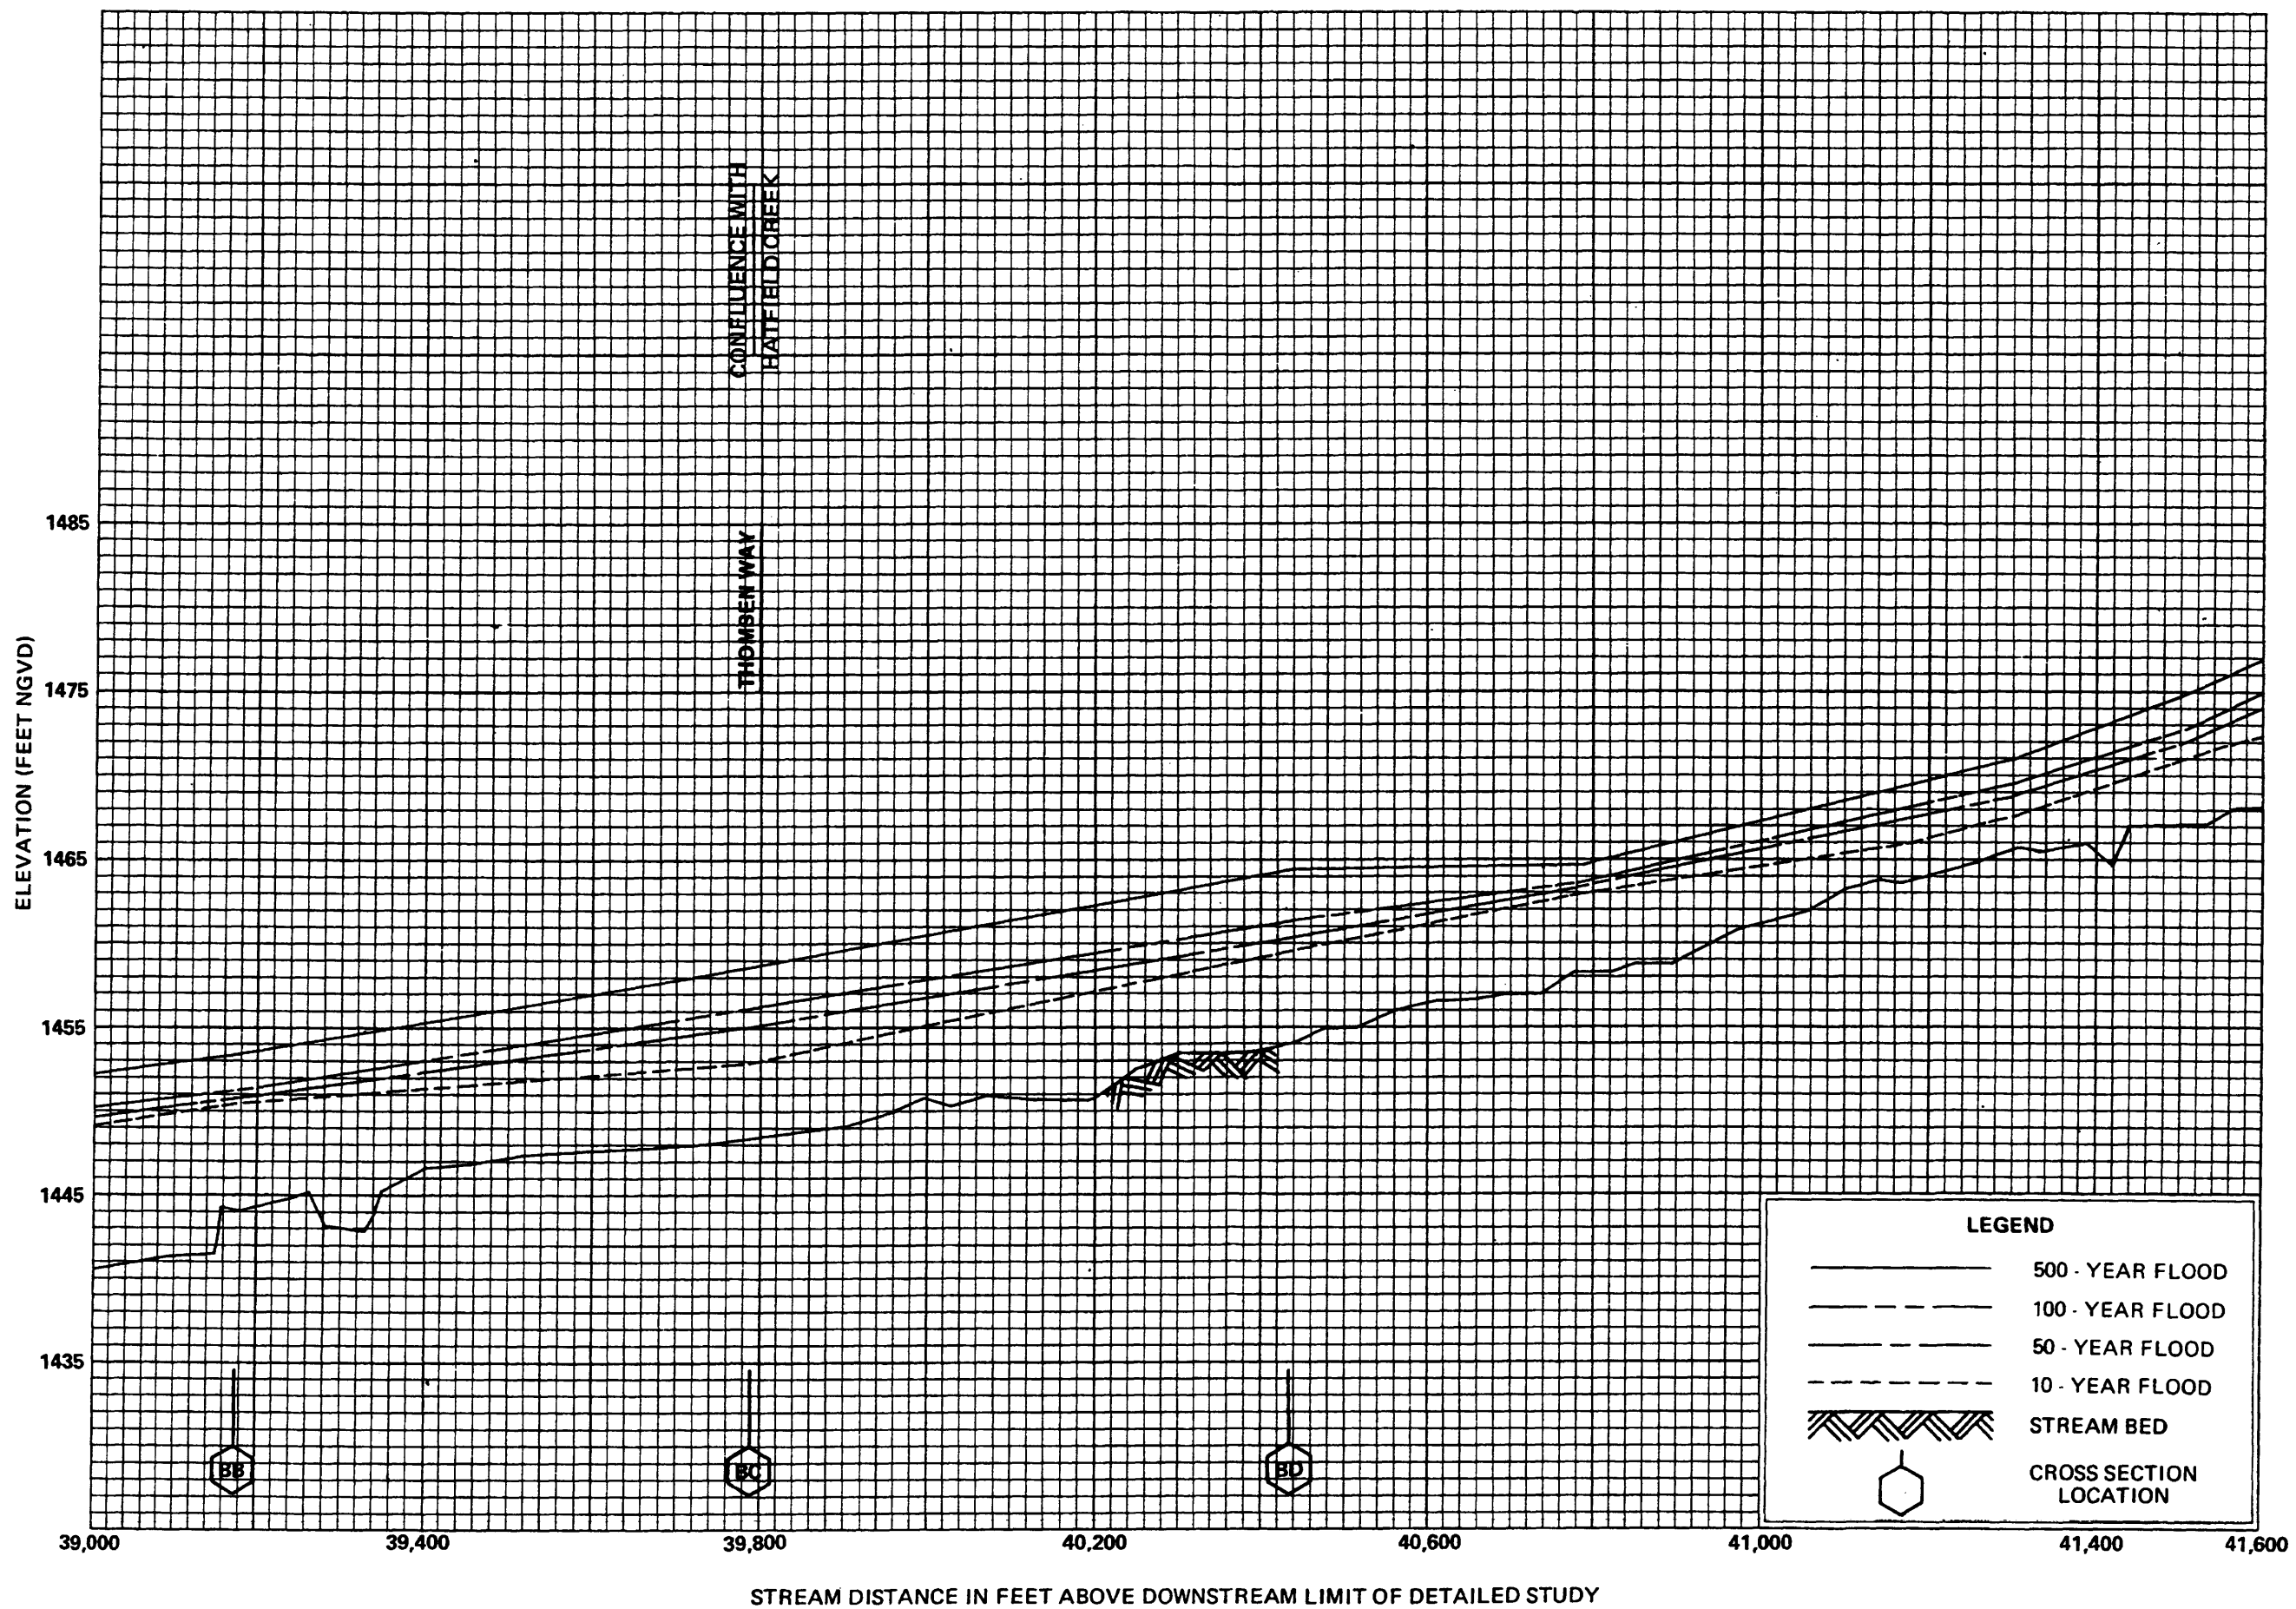 CONFLUENCE WITH
HATFIELD CREEK
THOMSEN WAY
ELEVATION (FEET NGVD)
1485
1475
1465
1455
1445
1435
BB
BC
BD
LEGEND
500 - YEAR FLOOD
100 - YEAR FLOOD
50 - YEAR FLOOD
10 - YEAR FLOOD
STREAM BED
CROSS SECTION
LOCATION
39,000
39,400
39,800
40,200
40,600
41,000
41,400
41,600
STREAM DISTANCE IN FEET ABOVE DOWNSTREAM LIMIT OF DETAILED STUDY